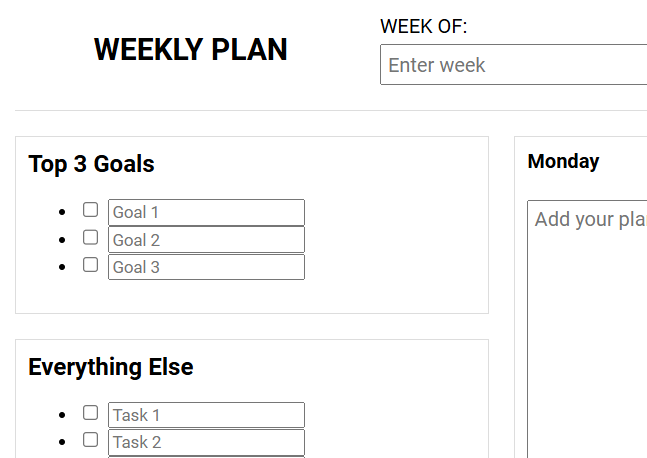 WEEKLY PLAN
WEEK OF:
Enter week
Top 3 Goals
Goal 1
Goal 2
Goal 3
Everything Else
Task 1
Task 2
Monday
Add your